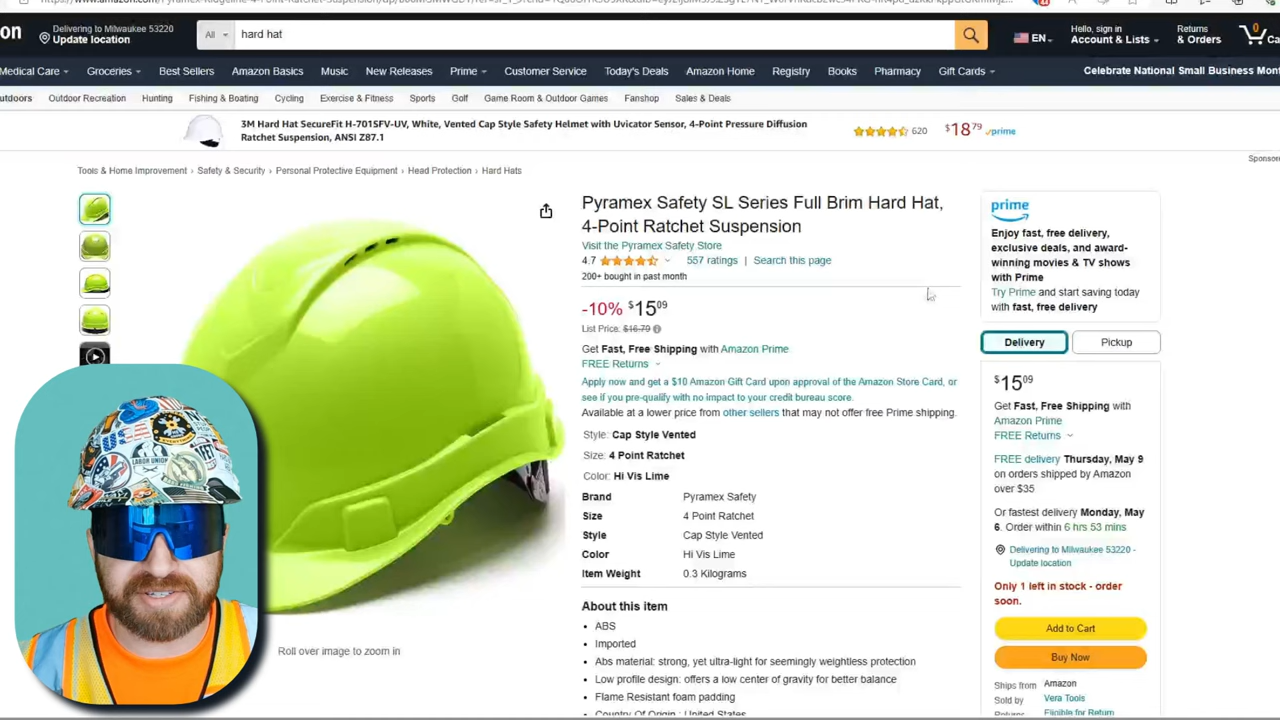 on
Delivering to Milwaukee 53220
Update location
All
hard hat
EN
Hello, sign in
Account & Lists
Returns
& Orders
0
Medical Care
Groceries
Best Sellers
Amazon Basics
Music
New Releases
Prime
Customer Service
Today's Deals
Amazon Home
Registry
Books
Pharmacy
Gift Cards
Celebrate National Small Business Mont
utdoors
Outdoor Recreation
Hunting
Fishing & Boating
Cycling
Exercise & Fitness
Sports
Golf
Game Room & Outdoor Games
Fanshop
Sales & Deals
3M Hard Hat SecureFit H-701SFV-UV, White, Vented Cap Style Safety Helmet with Uvicator Sensor, 4-Point Pressure Diffusion
Ratchet Suspension, ANSI Z87.1
620
$18.79 prime
Sponsore
Tools & Home Improvement › Safety & Security › Personal Protective Equipment › Head Protection › Hard Hats
Pyramex Safety SL Series Full Brim Hard Hat,
4-Point Ratchet Suspension
Visit the Pyramex Safety Store
4.7
557 ratings | Search this page
200+ bought in past month
-10% $15 09
List Price: $16.79
Get Fast, Free Shipping with Amazon Prime
FREE Returns
Apply now and get a $10 Amazon Gift Card upon approval of the Amazon Store Card, or
see if you pre-qualify with no impact to your credit bureau score.
Available at a lower price from other sellers that may not offer free Prime shipping.
Style: Cap Style Vented
Size: 4 Point Ratchet
Color: Hi Vis Lime
Brand Pyramex Safety
Size 4 Point Ratchet
Style Cap Style Vented
Color Hi Vis Lime
Item Weight 0.3 Kilograms
About this item
• ABS
• Imported
• Abs material: strong, yet ultra-light for seemingly weightless protection
• Low profile design: offers a low center of gravity for better balance
• Flame Resistant foam padding
• Country Of Origin : United States
Roll over image to zoom in
prime
Enjoy fast, free delivery,
exclusive deals, and award-
winning movies & TV shows
with Prime
Try Prime and start saving today
with fast, free delivery
Delivery
Pickup
$15 09
Get Fast, Free Shipping with
Amazon Prime
FREE Returns
FREE delivery Thursday, May 9
on orders shipped by Amazon
over $35
Or fastest delivery Monday, May
6. Order within 6 hrs 53 mins
Delivering to Milwaukee 53220 -
Update location
Only 1 left in stock - order
soon.
Add to Cart
Buy Now
Ships from Amazon
Sold by Vera Tools
Returns Eligible for Return,
LABOR UNION
YETI